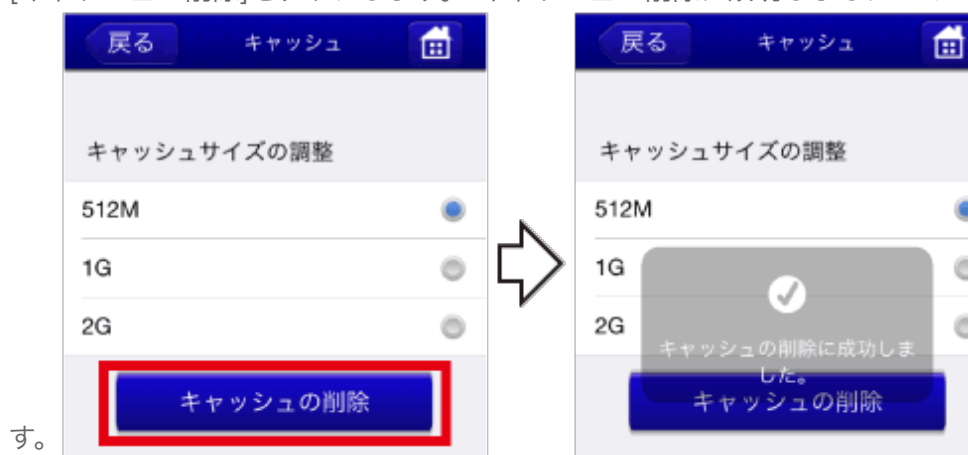 戻る
キャッシュ
キャッシュサイズの調整
512M
1G
2G
キャッシュの削除
戻る
キャッシュ
キャッシュサイズの調整
512M
1G
2G
キャッシュの削除に成功しま
した。
キャッシュの削除
す。